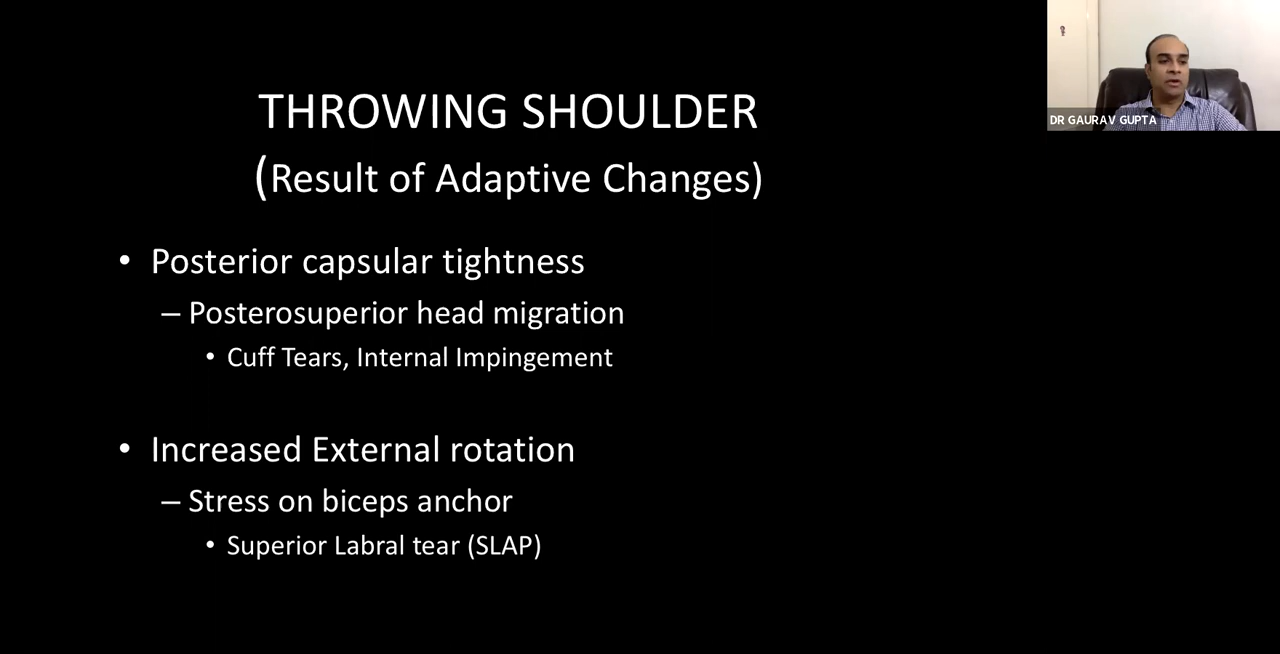 THROWING SHOULDER
(Result of Adaptive Changes)
• Posterior capsular tightness
– Posterosuperior head migration
• Cuff Tears, Internal Impingement
• Increased External rotation
– Stress on biceps anchor
• Superior Labral tear (SLAP)
DR GAURAV GUPTA